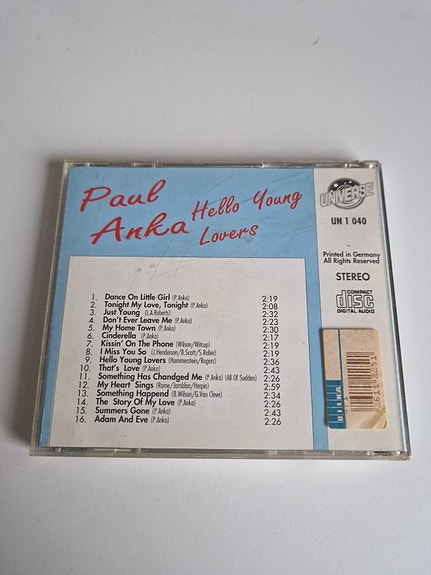 Paul
Anka
Hello Young
Lovers
UNIVERSE
UN 1 040
Printed in Germany
All Rights Reserved
STEREO
COMPACT
disc
DIGITAL AUDIO
1. Dance On Little Girl (P.Anka) 2:19
2. Tonight My Love, Tonight (P.Anka) 2:08
3. Just Young (L.A.Roberts) 2:32
4. Don't Ever Leave Me (P.Anka) 2:23
5. My Home Town (P.Anka) 2:30
6. Cinderella (P.Anka) 2:17
7. Kissin' On The Phone (Wilson/Witcup) 2:19
8. I Miss You So (J.Henderson/B.Scott/S.Robin) 2:19
9. Hello Young Lovers (Hammerstein/Rogers) 2:36
10. That's Love (P.Anka) 2:43
11. Something Has Chandged Me (P.Anka) (All Of Sudden) 2:26
12. My Heart Sings (Rome/Jamblan/Herpin) 2:59
13. Something Happend (B.Wilson/G.Van Cleve) 2:34
14. The Story Of My Love (P.Anka) 2:26
15. Summers Gone (P.Anka) 2:43
16. Adam And Eve (P.Anka) 2:26
BILKA